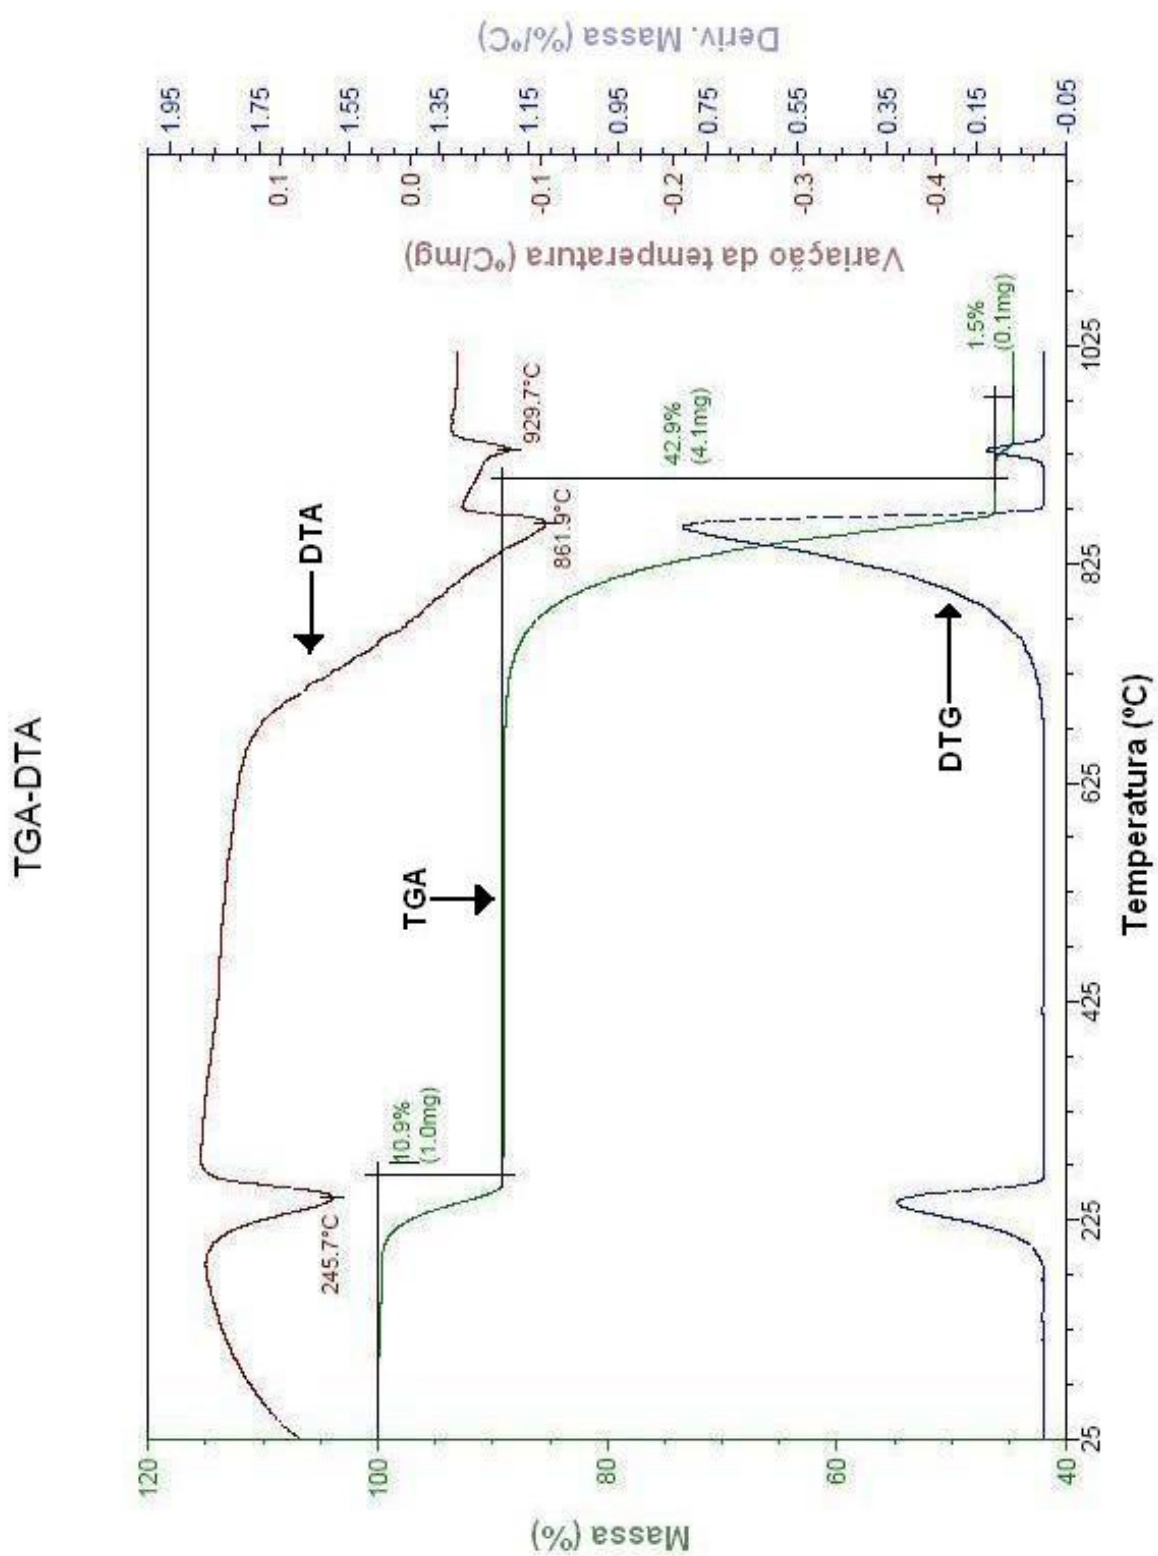 TGA-DTA
Massa (%)
120
100
80
60
40
Temperatura (ºC)
25
225
425
625
825
1025
Variação da temperatura (ºC/mg)
0.1
0.0
-0.1
-0.2
-0.3
-0.4
Deriv. Massa (%/ºC)
1.95
1.75
1.55
1.35
1.15
0.95
0.75
0.55
0.35
0.15
-0.05
DTA
TGA
DTG
245.7°C
10.9%
(1.0mg)
861.9°C
929.7°C
42.9%
(4.1mg)
1.5%
(0.1mg)